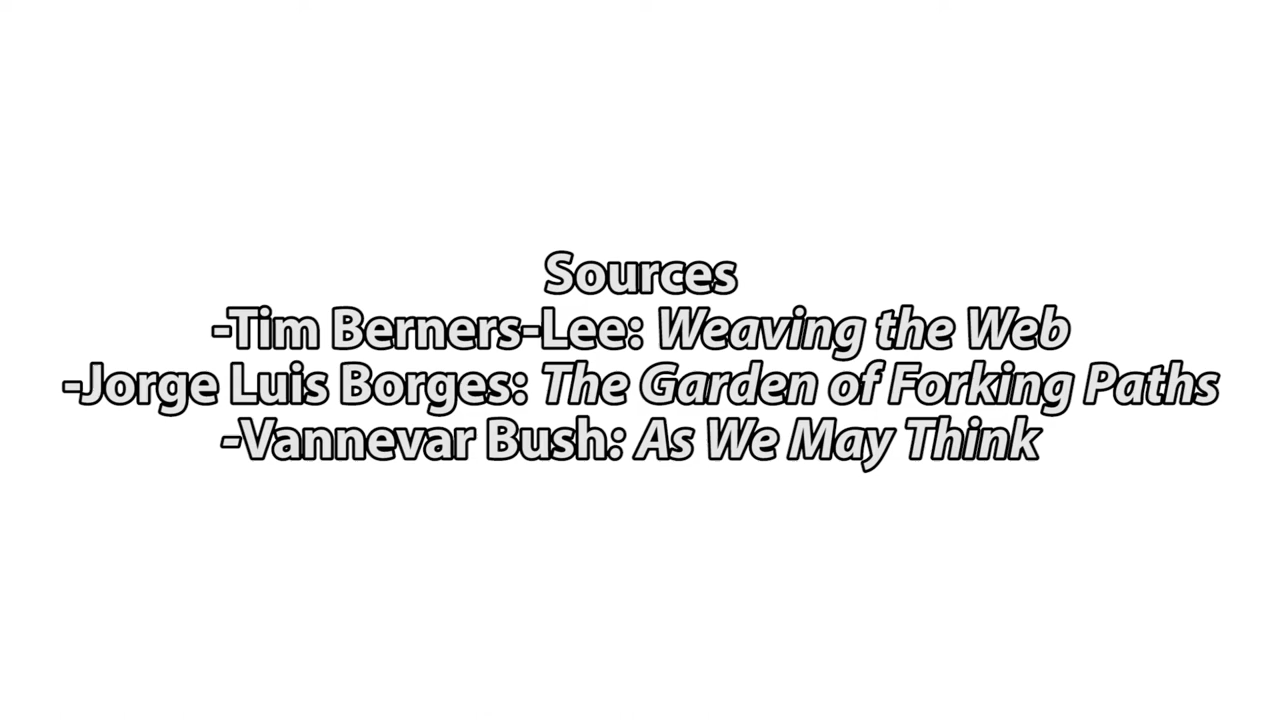 Sources
-Tim Berners-Lee: Weaving the Web
-Jorge Luis Borges: The Garden of Forking Paths
-Vannevar Bush: As We May Think